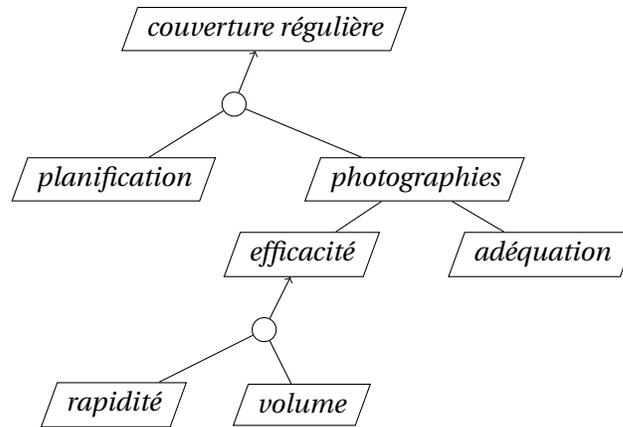 couverture régulière
planification
photographies
efficacité
adéquation
rapidité
volume